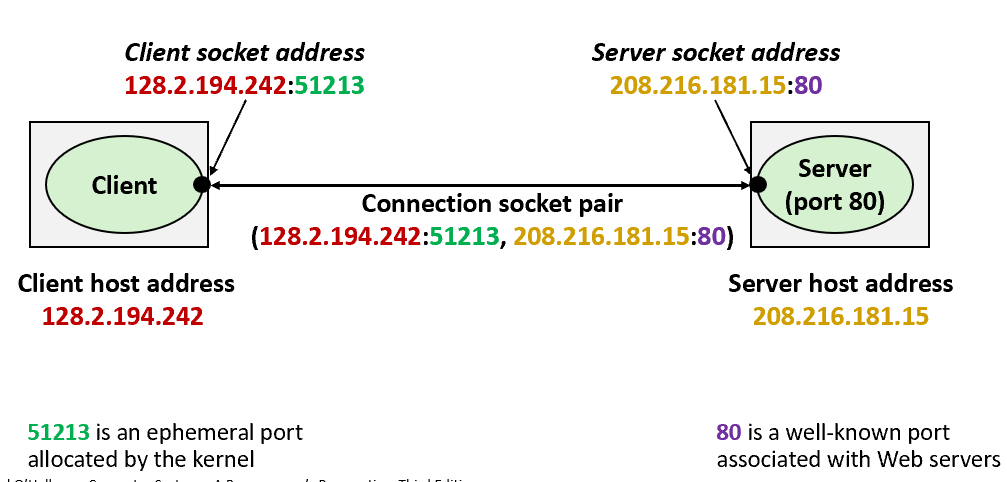 Client socket address
128.2.194.242:51213
Server socket address
208.216.181.15:80
Client
Server
(port 80)
Connection socket pair
(128.2.194.242:51213, 208.216.181.15:80)
Client host address
128.2.194.242
Server host address
208.216.181.15
51213 is an ephemeral port
allocated by the kernel
80 is a well-known port
associated with Web servers